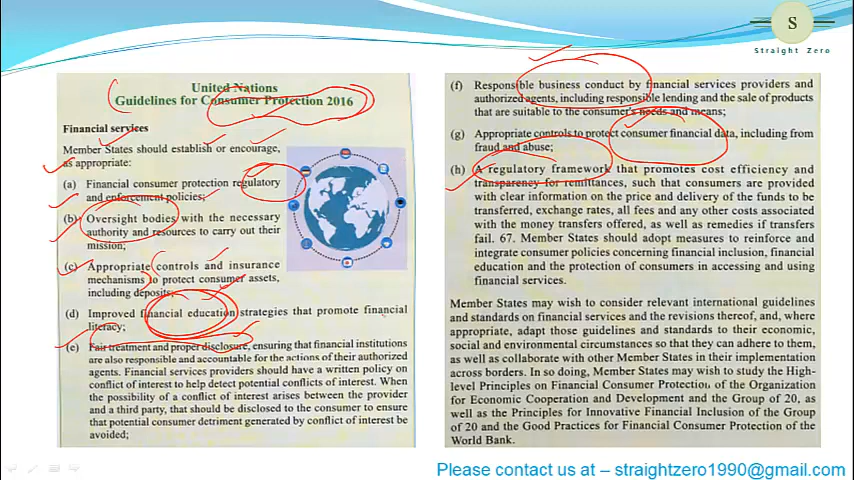 S
Straight Zero
United Nations
Guidelines for Consumer Protection 2016
Financial services
Member States should establish or encourage,
as appropriate:
(a) Financial consumer protection regulatory
and enforcement policies;
(b) Oversight bodies with the necessary
authority and resources to carry out their
mission;
(c) Appropriate controls and insurance
mechanisms to protect consumer assets,
including deposits;
(d) Improved financial education strategies that promote financial
literacy;
(e) Fair treatment and proper disclosure, ensuring that financial institutions
are also responsible and accountable for the actions of their authorized
agents. Financial services providers should have a written policy on
conflict of interest to help detect potential conflicts of interest. When
the possibility of a conflict of interest arises between the provider
and a third party, that should be disclosed to the consumer to ensure
that potential consumer detriment generated by conflict of interest be
avoided;
(f) Responsible business conduct by financial services providers and
authorized agents, including responsible lending and the sale of products
that are suitable to the consumer's needs and means;
(g) Appropriate controls to protect consumer financial data, including from
fraud and abuse;
(h) A regulatory framework that promotes cost efficiency and
transparency for remittances, such that consumers are provided
with clear information on the price and delivery of the funds to be
transferred, exchange rates, all fees and any other costs associated
with the money transfers offered, as well as remedies if transfers
fail. 67. Member States should adopt measures to reinforce and
integrate consumer policies concerning financial inclusion, financial
education and the protection of consumers in accessing and using
financial services.
Member States may wish to consider relevant international guidelines
and standards on financial services and the revisions thereof, and, where
appropriate, adapt those guidelines and standards to their economic,
social and environmental circumstances so that they can adhere to them,
as well as collaborate with other Member States in their implementation
across borders. In so doing, Member States may wish to study the High-
level Principles on Financial Consumer Protection of the Organization
for Economic Cooperation and Development and the Group of 20, as
well as the Principles for Innovative Financial Inclusion of the Group
of 20 and the Good Practices for Financial Consumer Protection of the
World Bank.
Please contact us at – straightzero1990@gmail.com